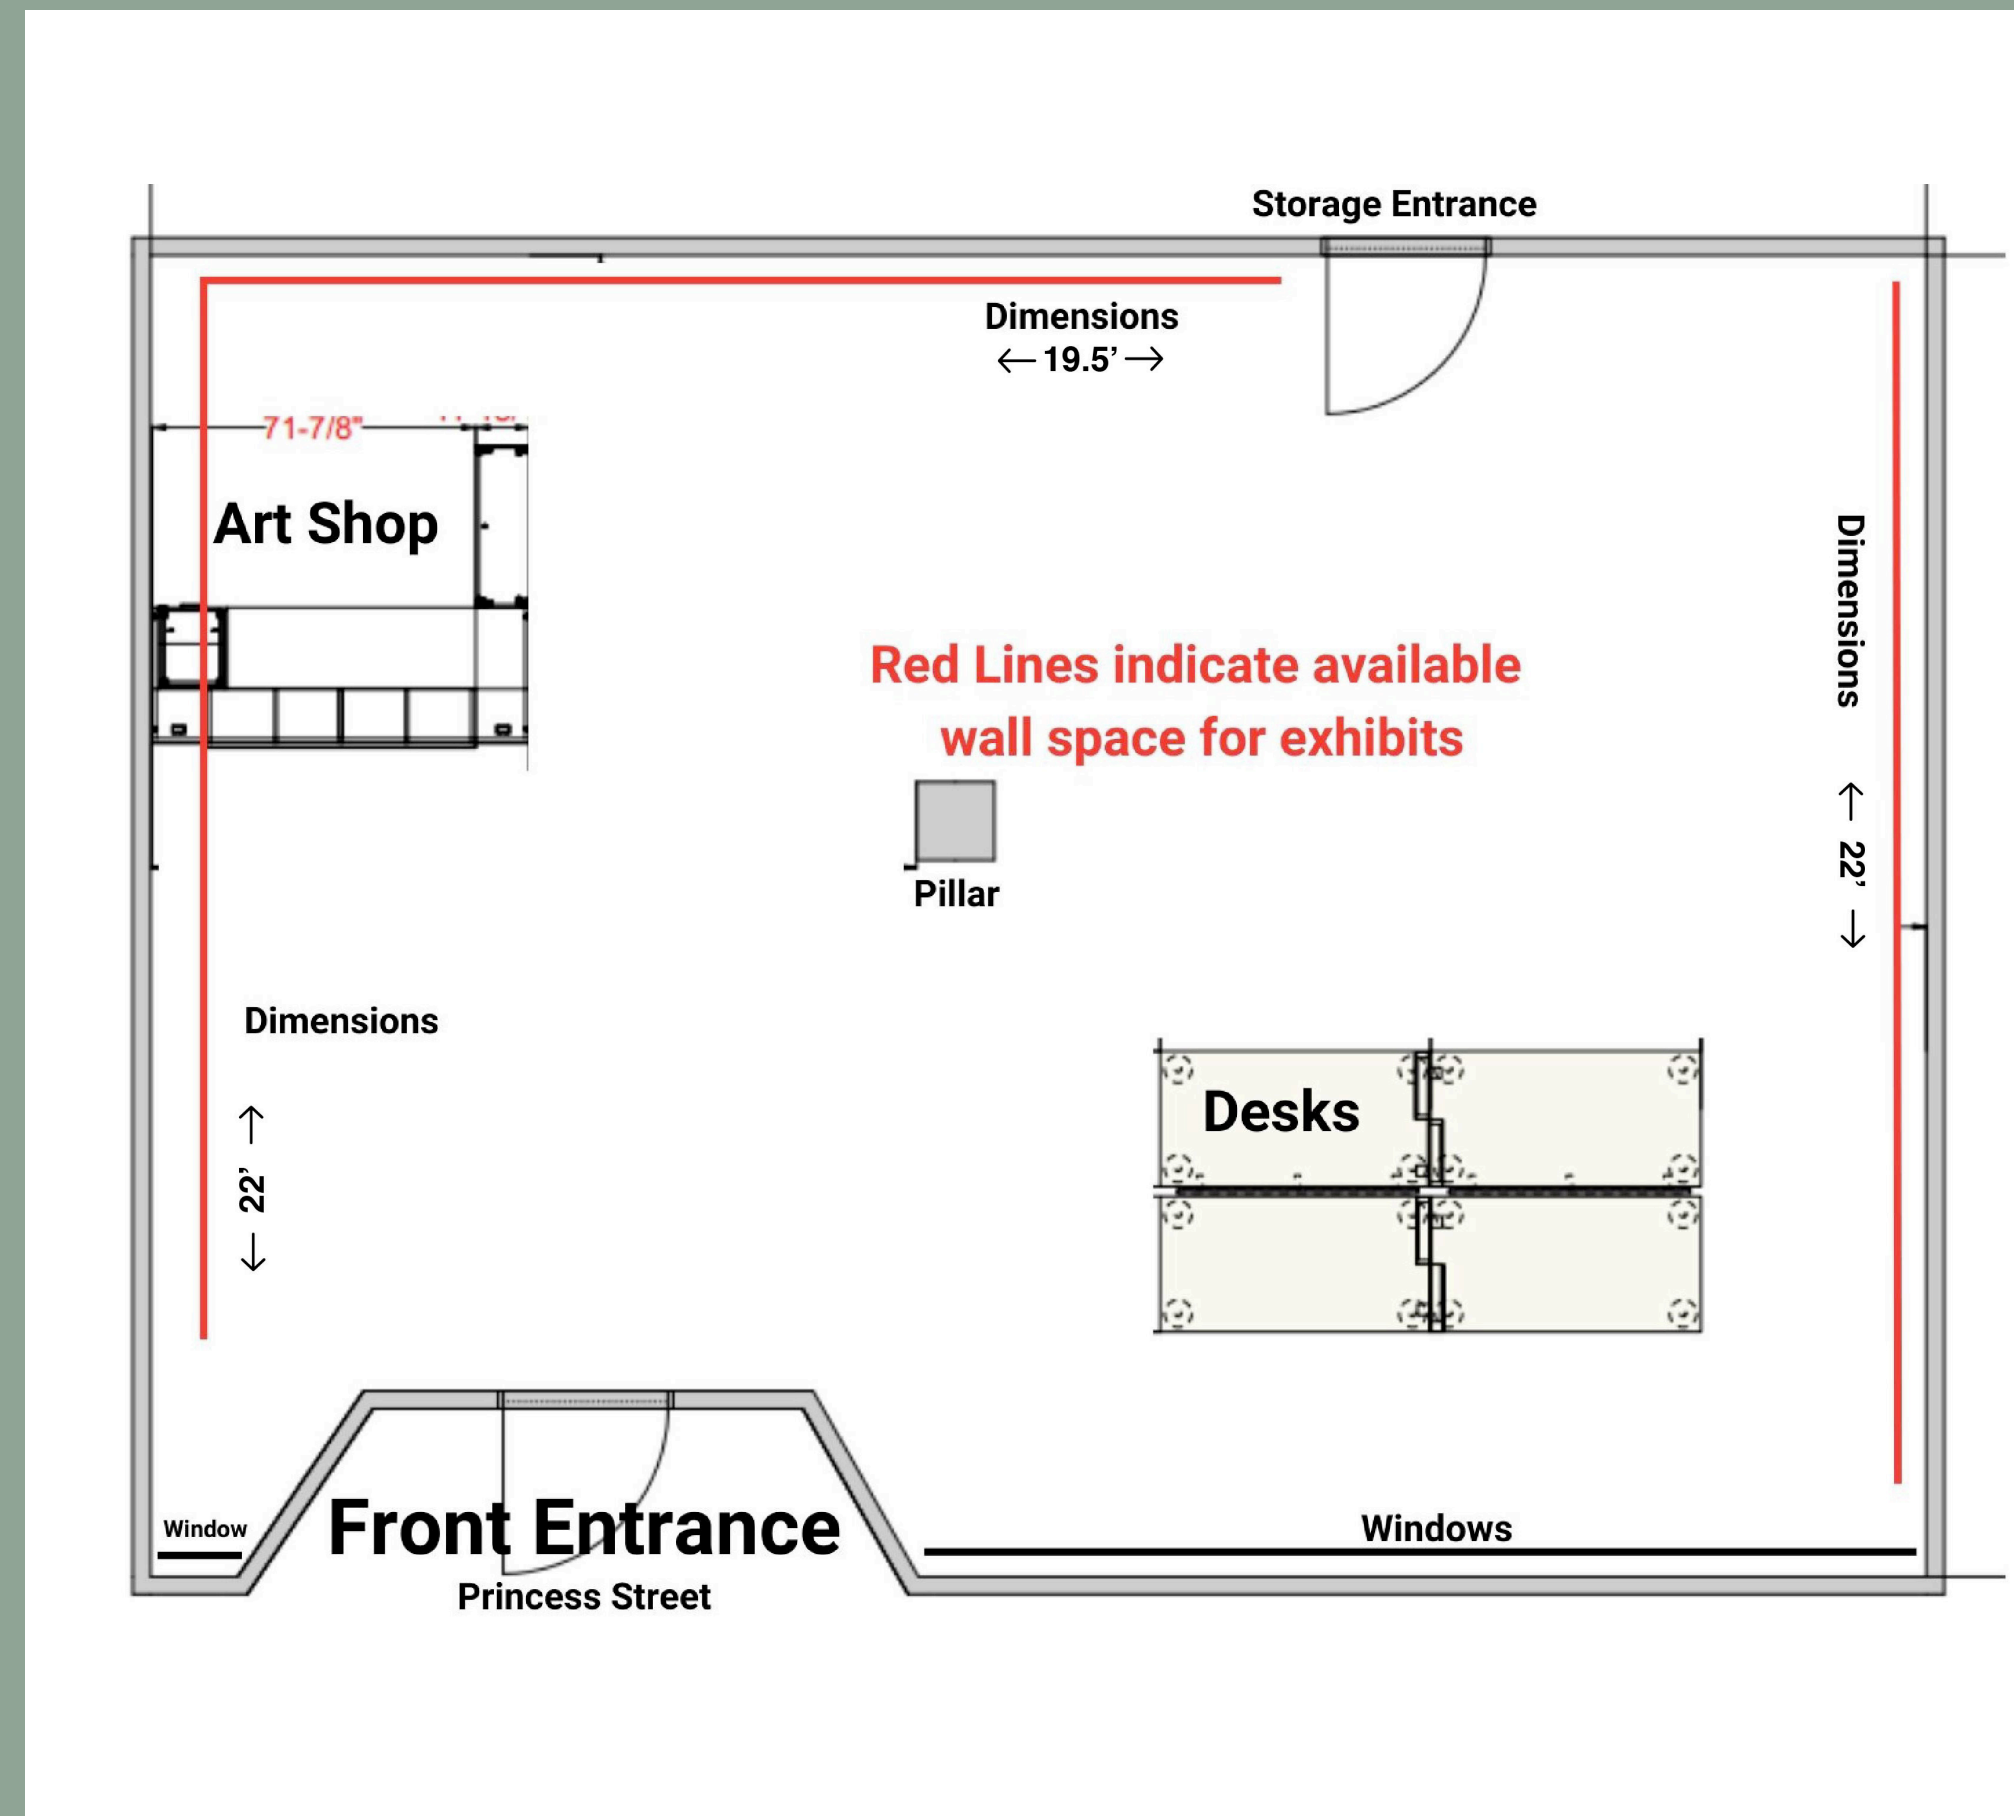 Storage Entrance
Dimensions
←19.5’→
71-7/8"
Art Shop
Dimensions
← 22’ →
Red Lines indicate available
wall space for exhibits
Pillar
Dimensions
← 22’ →
Desks
Window
Front Entrance
Princess Street
Windows